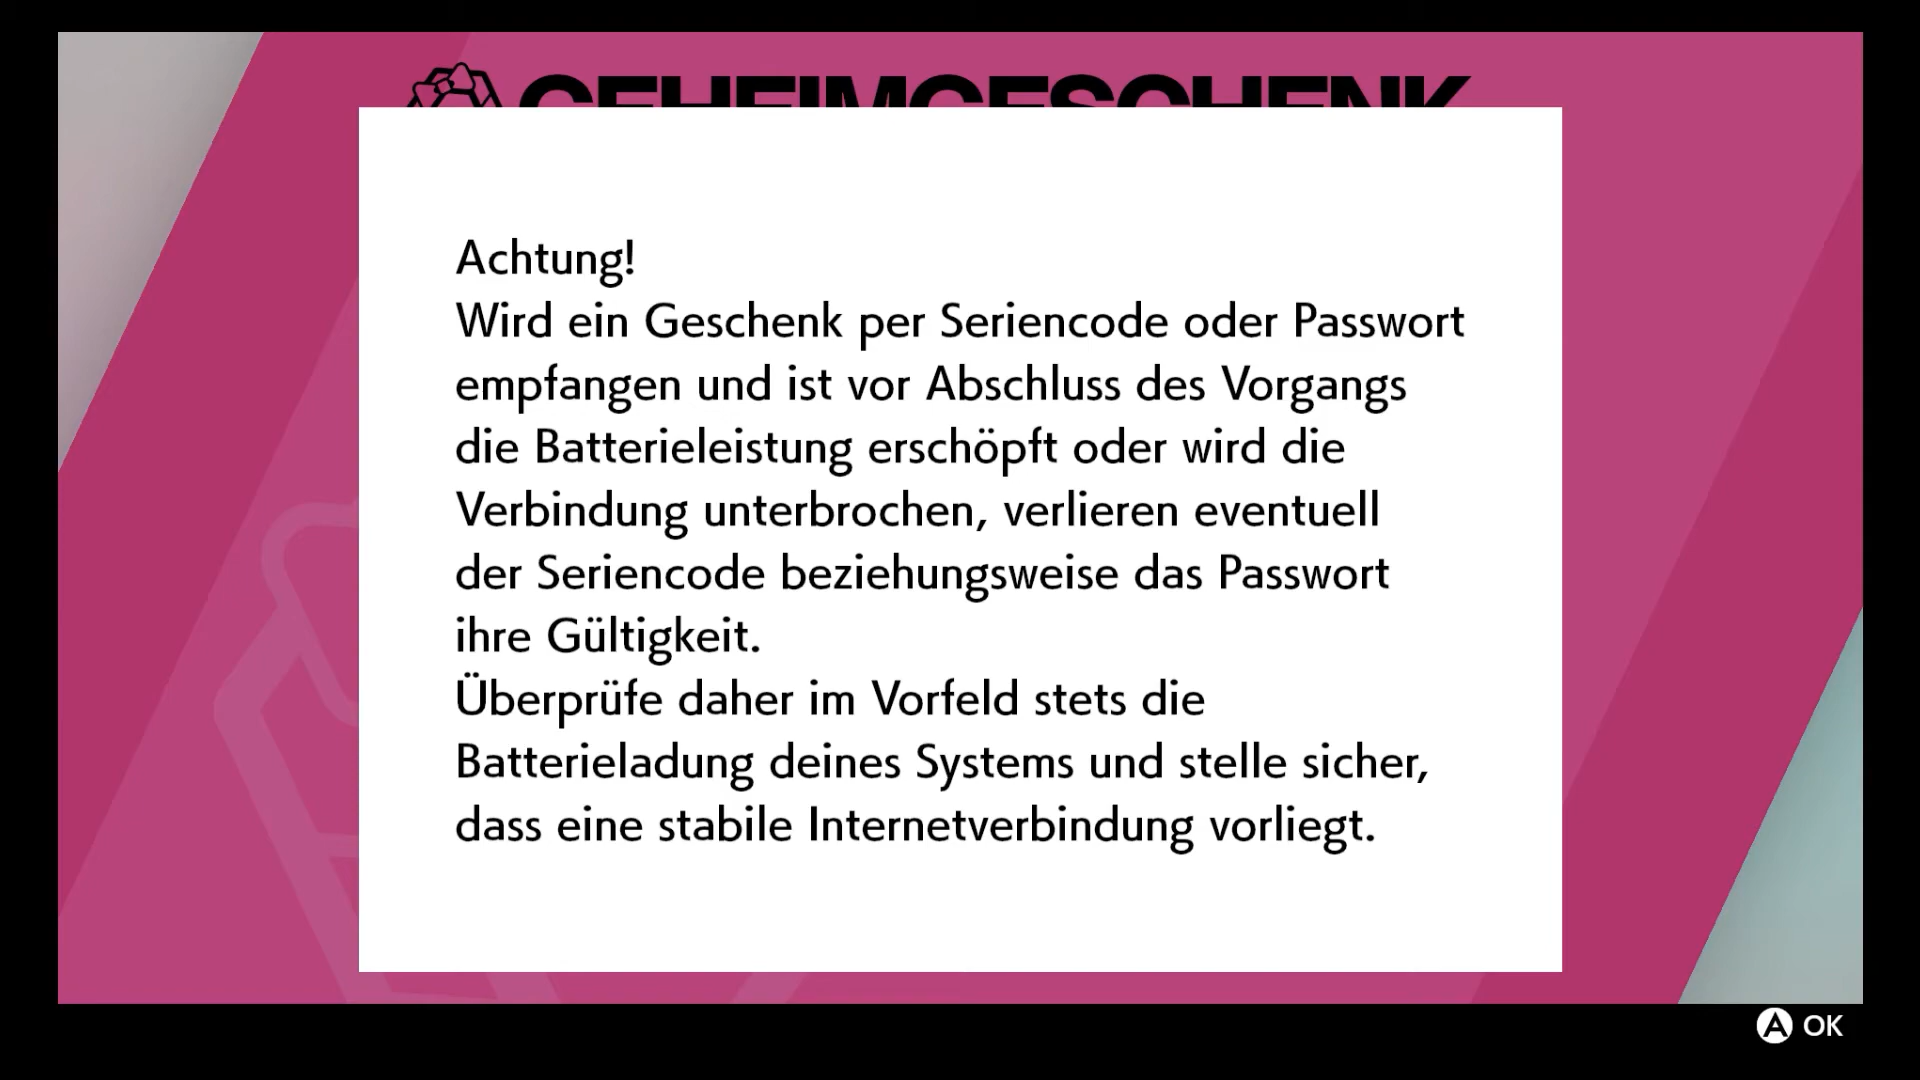 GEHEIMGESCHENK
Achtung!
Wird ein Geschenk per Seriencode oder Passwort
empfangen und ist vor Abschluss des Vorgangs
die Batterieleistung erschöpft oder wird die
Verbindung unterbrochen, verlieren eventuell
der Seriencode beziehungsweise das Passwort
ihre Gültigkeit.
Überprüfe daher im Vorfeld stets die
Batterieladung deines Systems und stelle sicher,
dass eine stabile Internetverbindung vorliegt.
A OK